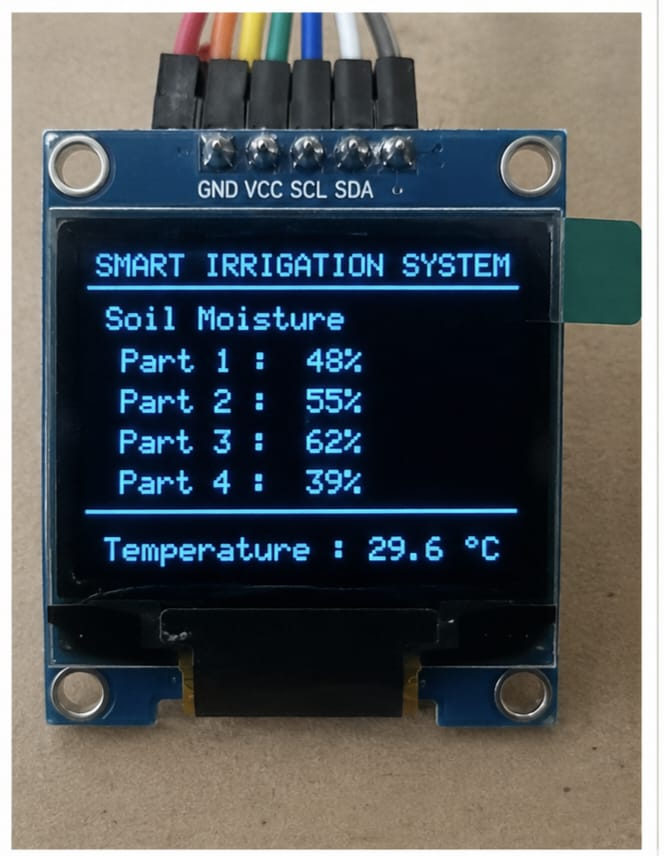 GND VCC SCL SDA
SMART IRRIGATION SYSTEM
Soil Moisture
Part 1 : 48%
Part 2 : 55%
Part 3 : 62%
Part 4 : 39%
Temperature : 29.6 °C